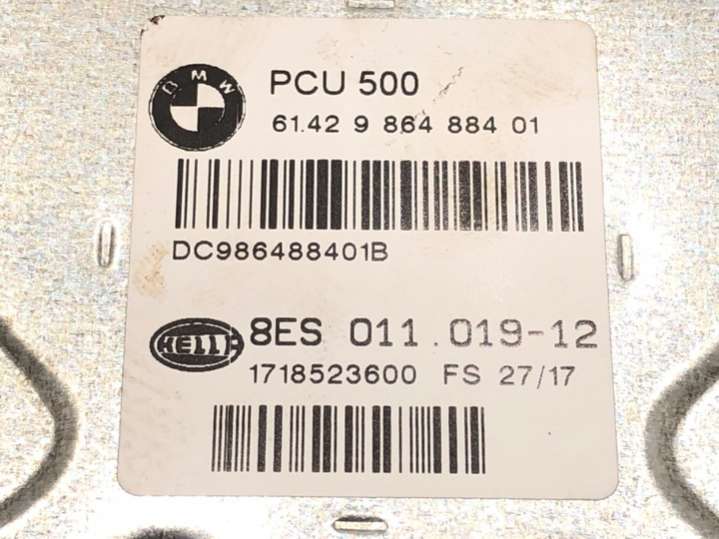 BMW
PCU 500
61.42 9 864 884 01
DC986488401B
HELLA
8ES 011.019-12
1718523600 FS 27/17